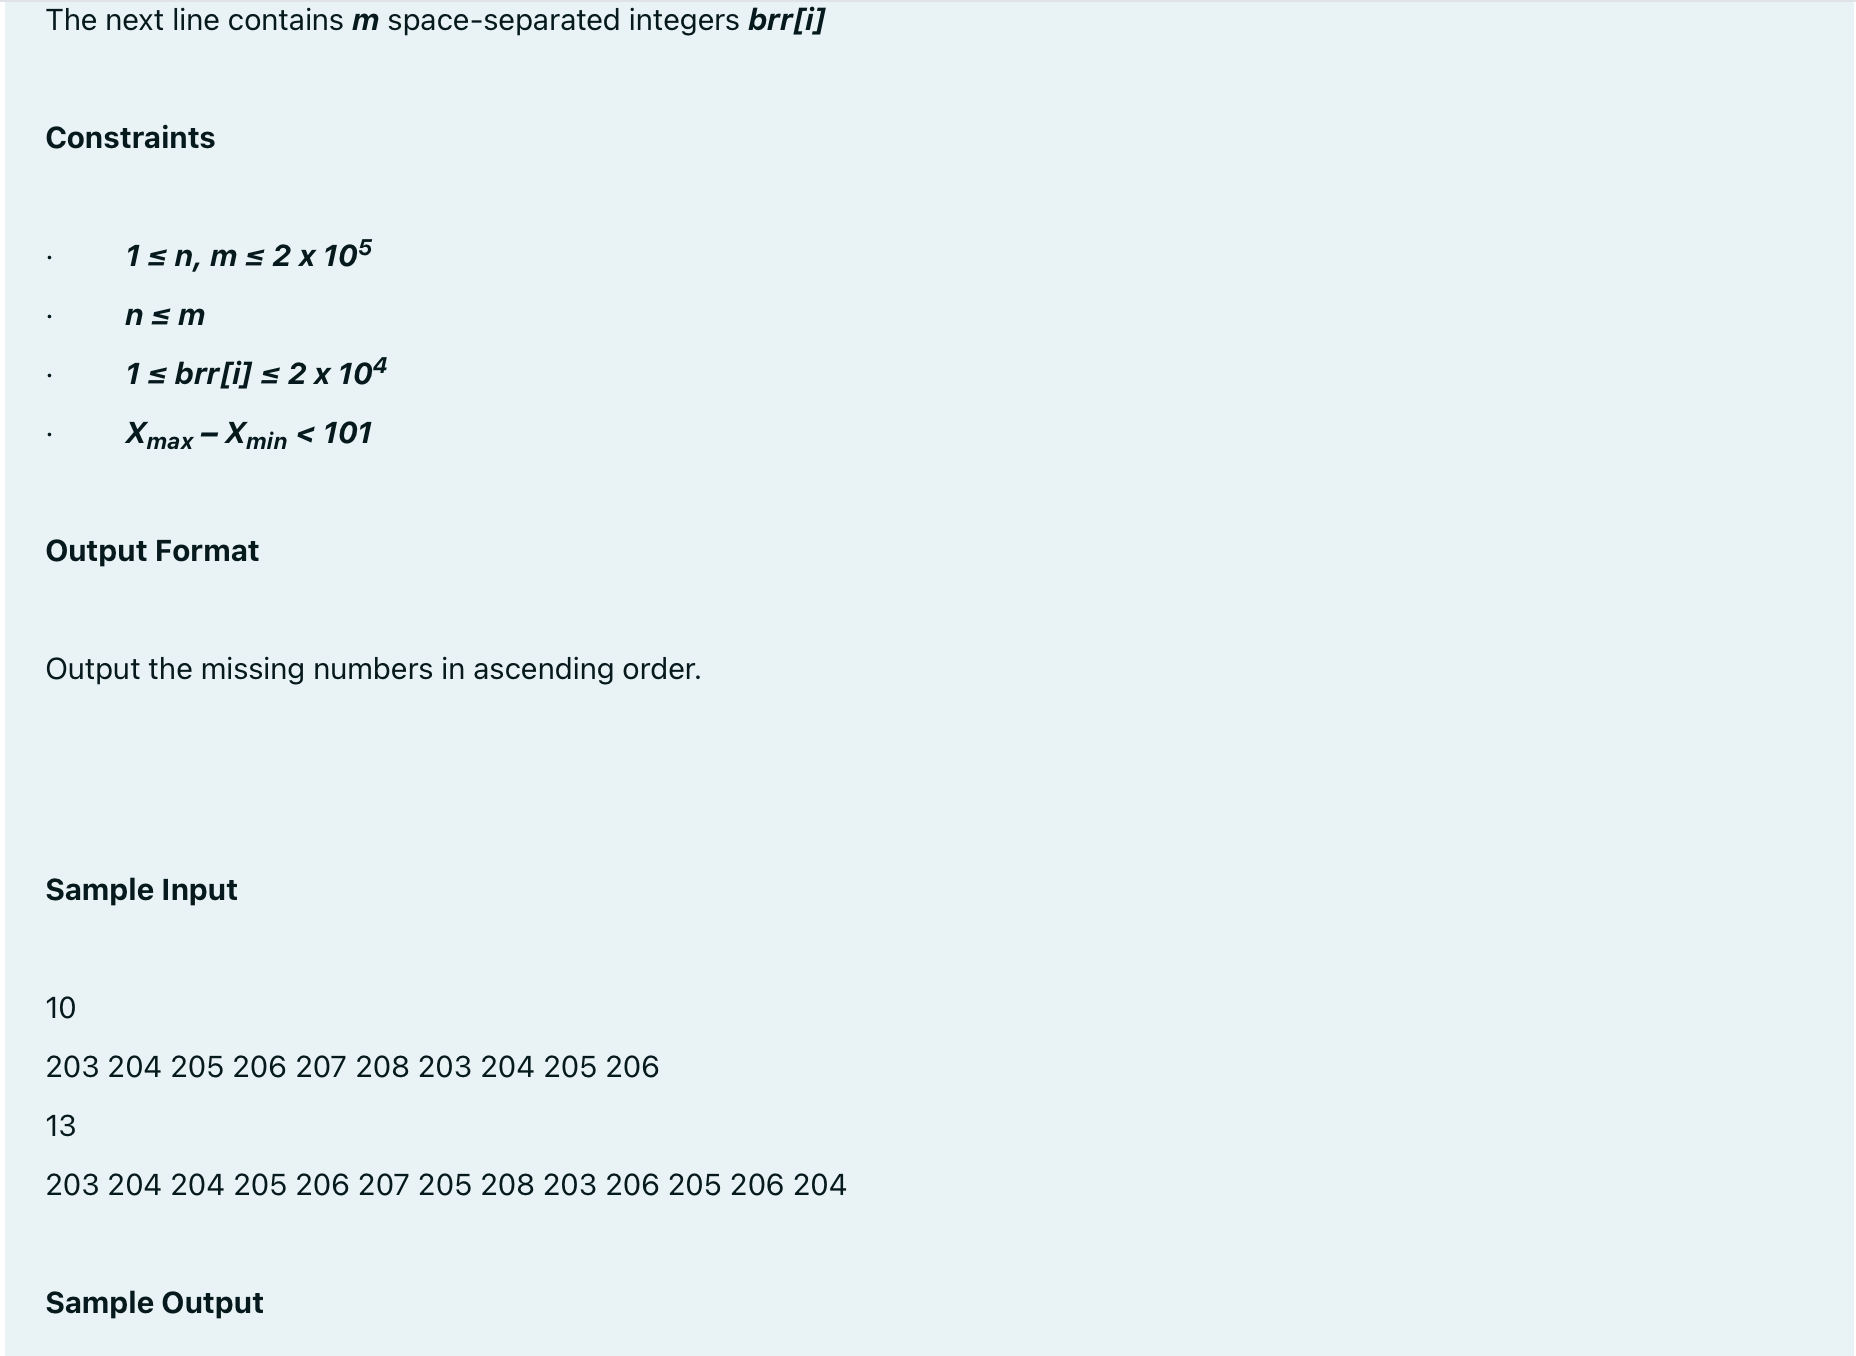 The next line contains m space-separated integers brr[i]
Constraints
· 1 ≤ n, m ≤ 2 x 10⁵
· n ≤ m
· 1 ≤ brr[i] ≤ 2 x 10⁴
· Xmax – Xmin < 101
Output Format
Output the missing numbers in ascending order.
Sample Input
10
203 204 205 206 207 208 203 204 205 206
13
203 204 204 205 206 207 205 208 203 206 205 206 204
Sample Output